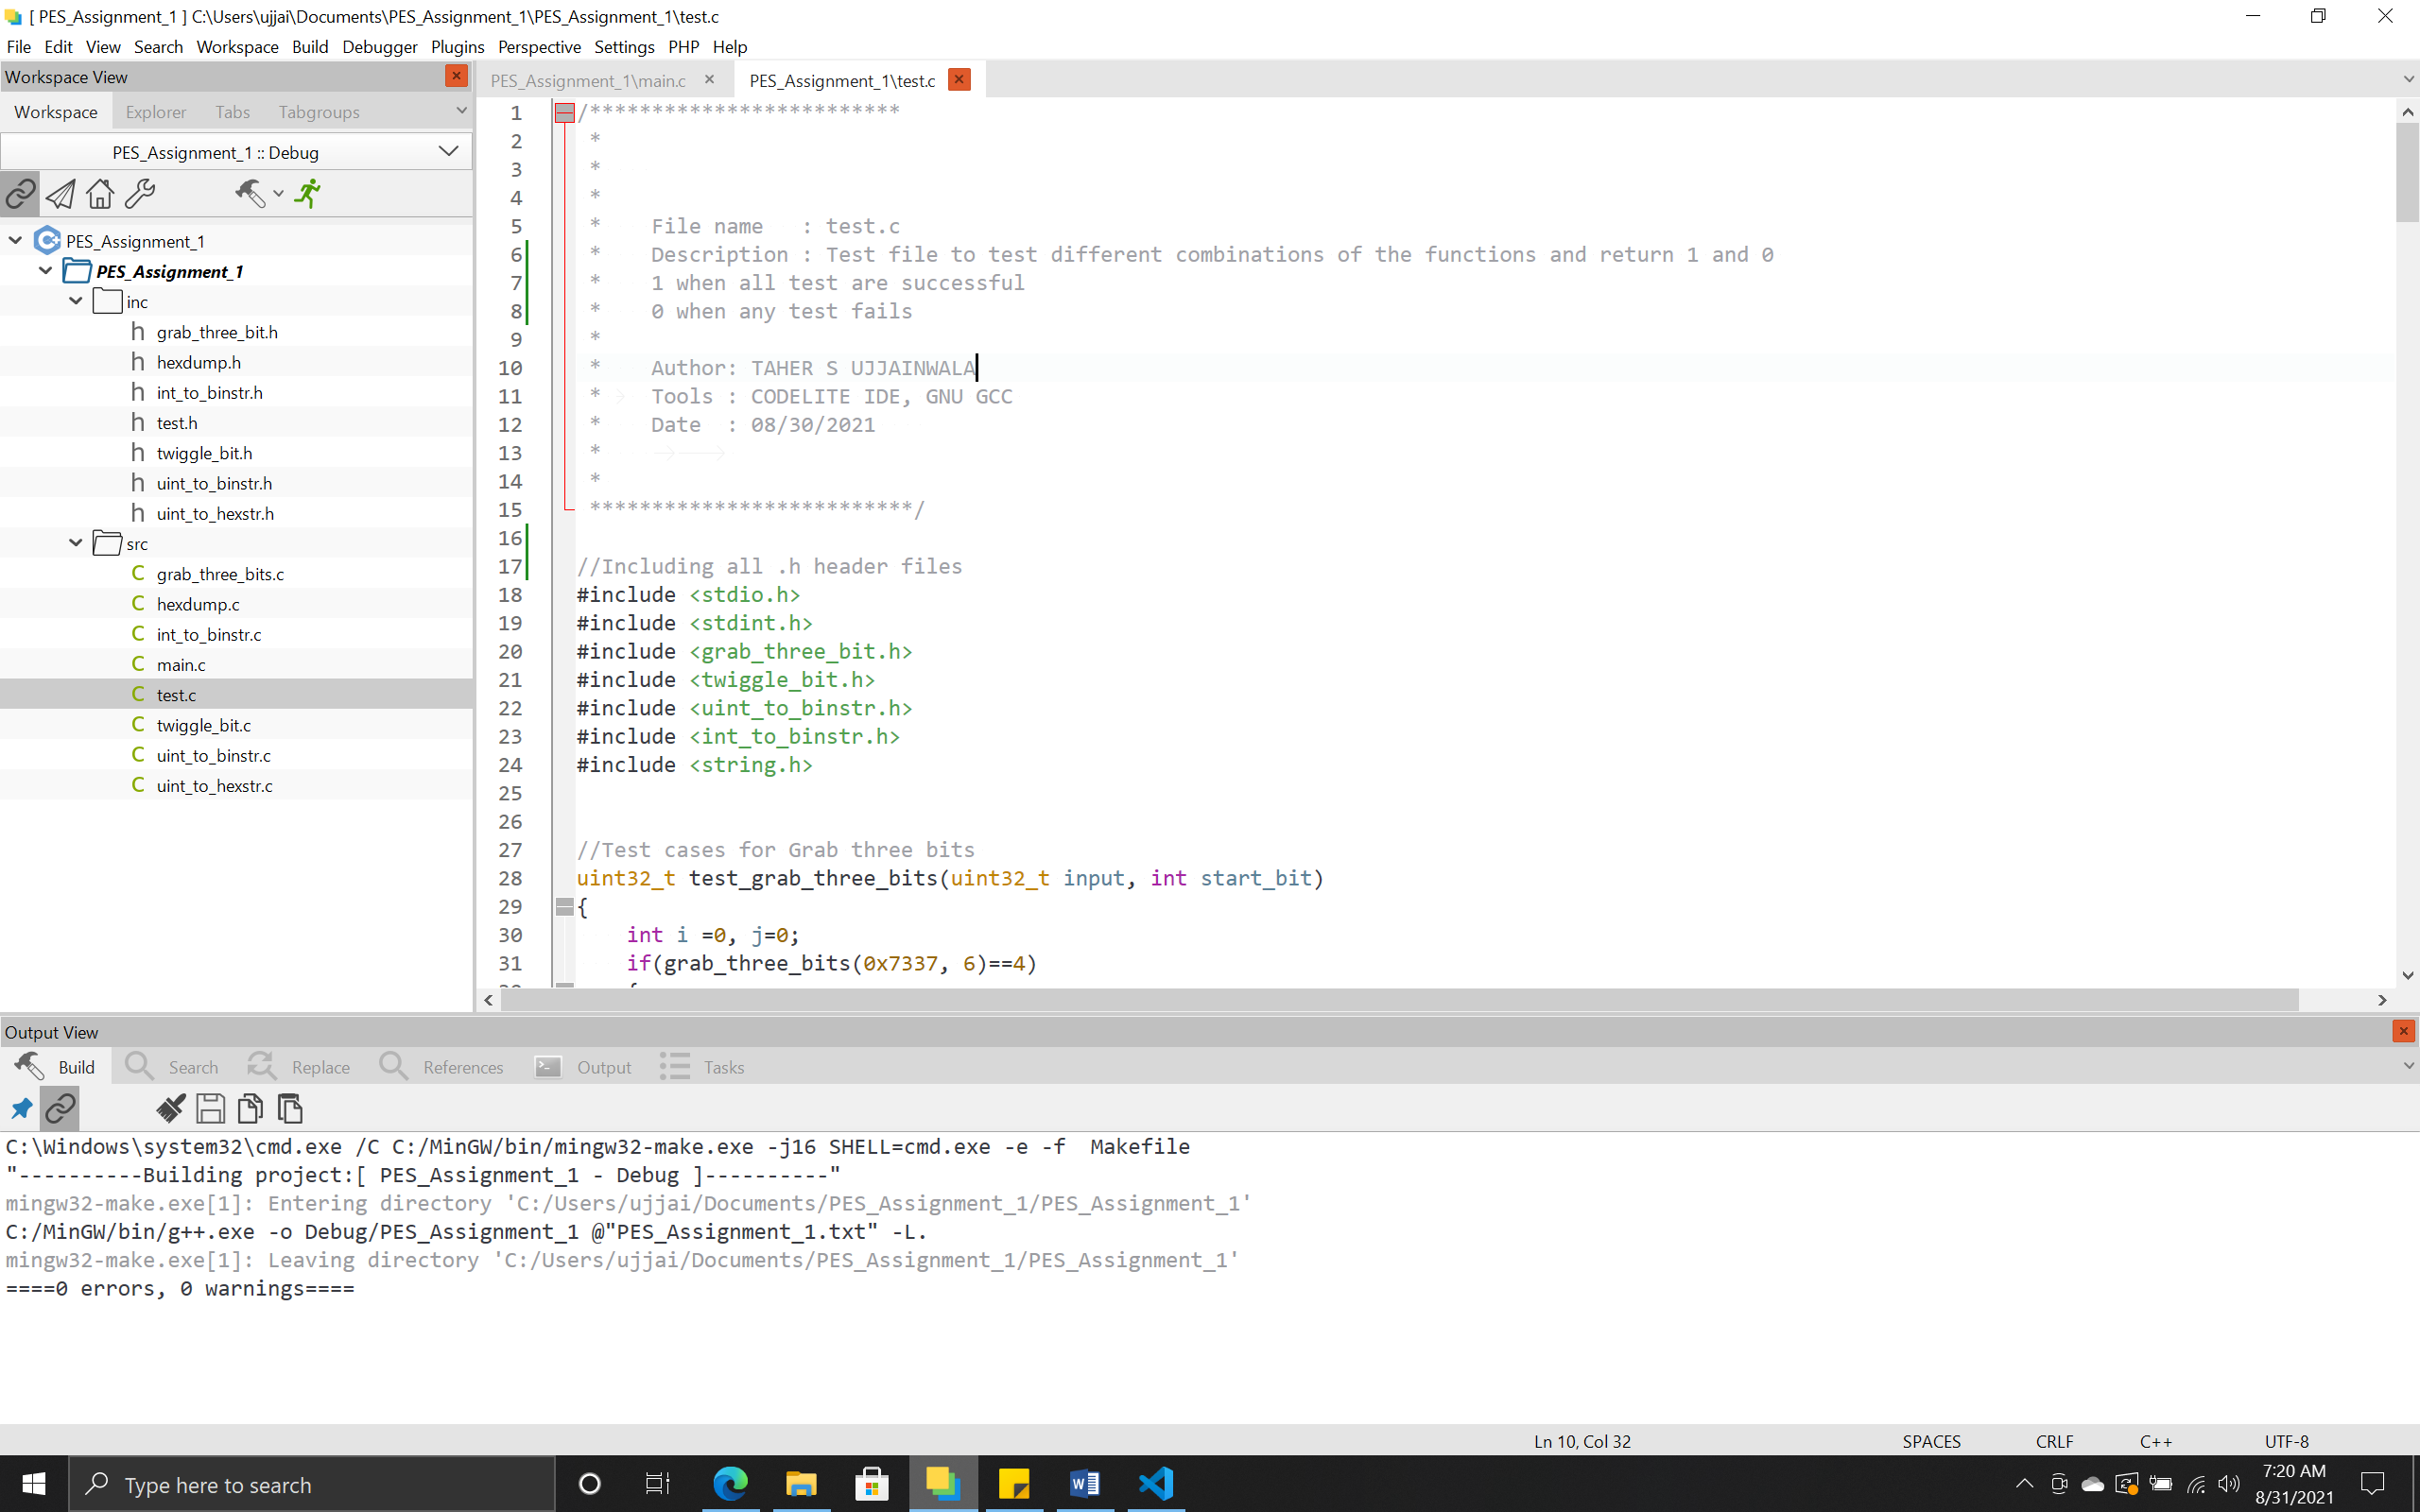 [ PES_Assignment_1 ] C:\Users\ujjai\Documents\PES_Assignment_1\PES_Assignment_1\test.c
File Edit View Search Workspace Build Debugger Plugins Perspective Settings PHP Help
Workspace View
Workspace Explorer Tabs Tabgroups
PES_Assignment_1 :: Debug
PES_Assignment_1
PES_Assignment_1
inc
h grab_three_bit.h
h hexdump.h
h int_to_binstr.h
h test.h
h twiggle_bit.h
h uint_to_binstr.h
h uint_to_hexstr.h
src
C grab_three_bits.c
C hexdump.c
C int_to_binstr.c
C main.c
C test.c
C twiggle_bit.c
C uint_to_binstr.c
C uint_to_hexstr.c
PES_Assignment_1\main.c PES_Assignment_1\test.c
1 /*************************
2 *
3 *
4 *
5 * File name : test.c
6 * Description : Test file to test different combinations of the functions and return 1 and 0
7 * 1 when all test are successful
8 * 0 when any test fails
9 *
10 * Author: TAHER S UJJAINWALA
11 * Tools : CODELITE IDE, GNU GCC
12 * Date : 08/30/2021
13 *
14 *
15 **************************/
16
17 //Including all .h header files
18 #include <stdio.h>
19 #include <stdint.h>
20 #include <grab_three_bit.h>
21 #include <twiggle_bit.h>
22 #include <uint_to_binstr.h>
23 #include <int_to_binstr.h>
24 #include <string.h>
25
26
27 //Test cases for Grab three bits
28 uint32_t test_grab_three_bits(uint32_t input, int start_bit)
29 {
30 int i =0, j=0;
31 if(grab_three_bits(0x7337, 6)==4)
Output View
Build Search Replace References Output Tasks
C:\Windows\system32\cmd.exe /C C:/MinGW/bin/mingw32-make.exe -j16 SHELL=cmd.exe -e -f  Makefile
"----------Building project:[ PES_Assignment_1 - Debug ]----------"
mingw32-make.exe[1]: Entering directory 'C:/Users/ujjai/Documents/PES_Assignment_1/PES_Assignment_1'
C:/MinGW/bin/g++.exe -o Debug/PES_Assignment_1 @"PES_Assignment_1.txt" -L.
mingw32-make.exe[1]: Leaving directory 'C:/Users/ujjai/Documents/PES_Assignment_1/PES_Assignment_1'
====0 errors, 0 warnings====
Ln 10, Col 32 SPACES CRLF C++ UTF-8
Type here to search
7:20 AM
8/31/2021